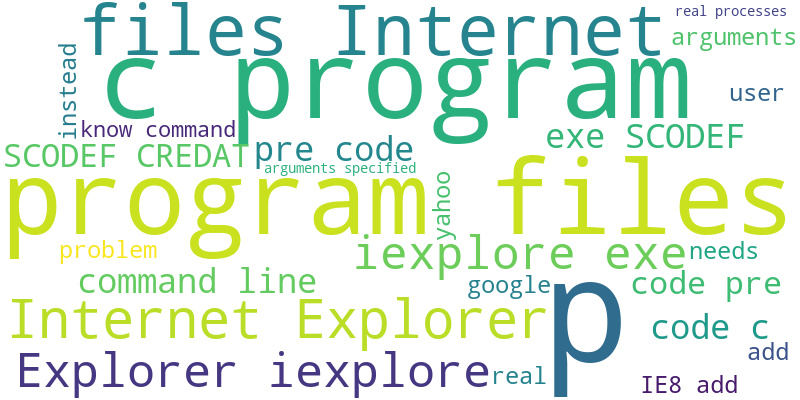 files Internet
real processes
arguments
instead
c program
user
know command
exe SCODEF
SCODEF CREDAT
pre code
arguments specified
program files
yahoo
problem
iexplore exe
needs
command line
google
code pre
p
Internet Explorer
code c
add
Explorer iexplore
real
IE8 add